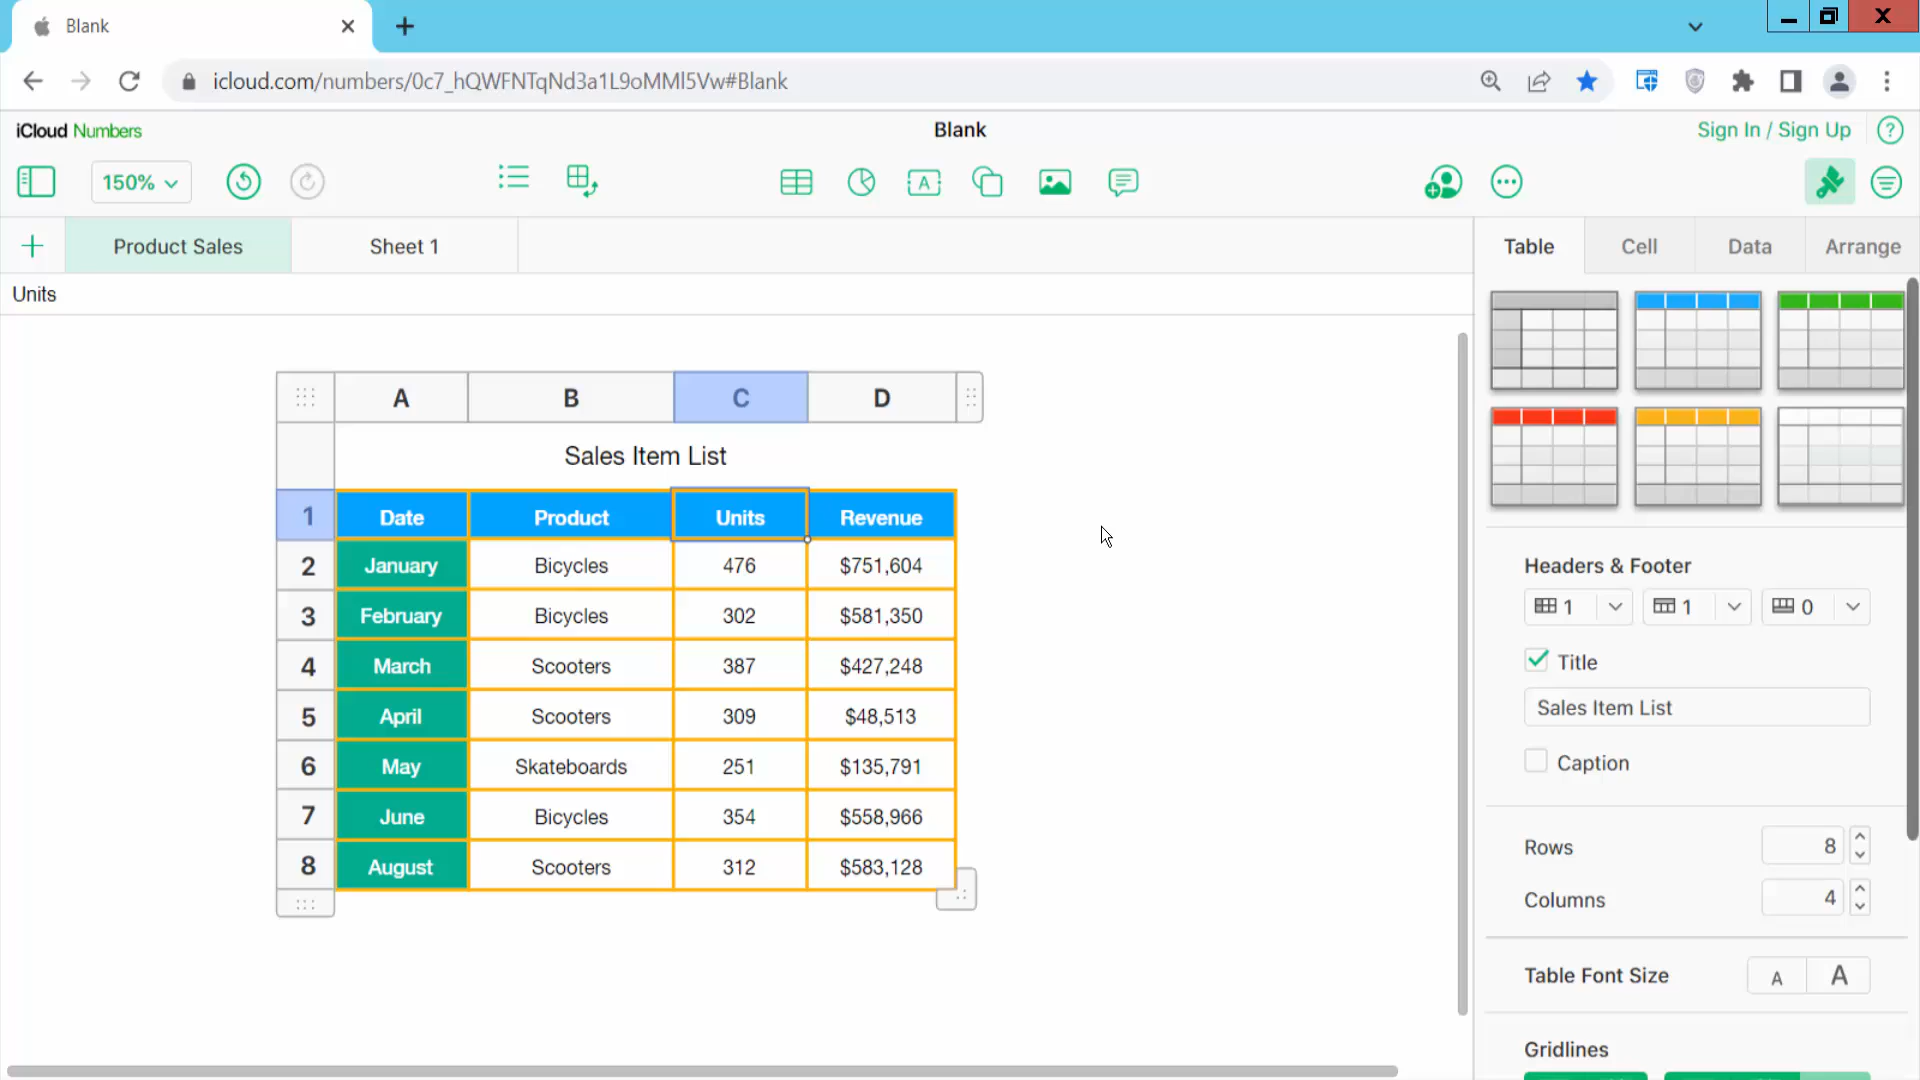 Blank
icloud.com/numbers/0c7_hQWFNTqNd3a1L9oMMl5Vw#Blank
iCloud Numbers
Blank
Sign In / Sign Up
?
150%
A
Product Sales
Sheet 1
Table
Cell
Data
Arrange
Units
A B C D
Sales Item List
1 Date Product Units Revenue
2 January Bicycles 476 $751,604
3 February Bicycles 302 $581,350
4 March Scooters 387 $427,248
5 April Scooters 309 $48,513
6 May Skateboards 251 $135,791
7 June Bicycles 354 $558,966
8 August Scooters 312 $583,128
Headers & Footer
1 1 0
Title
Sales Item List
Caption
Rows 8
Columns 4
Table Font Size A A
Gridlines